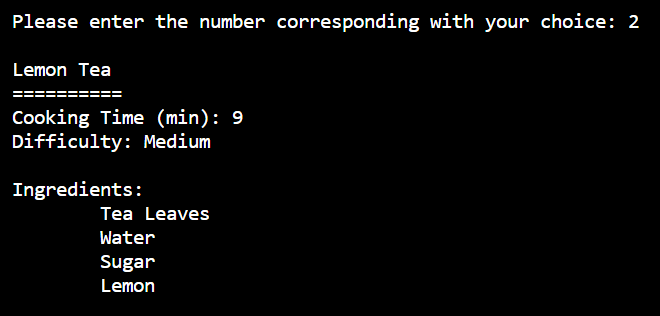 Please enter the number corresponding with your choice: 2
Lemon Tea
==========
Cooking Time (min): 9
Difficulty: Medium
Ingredients:
Tea Leaves
Water
Sugar
Lemon